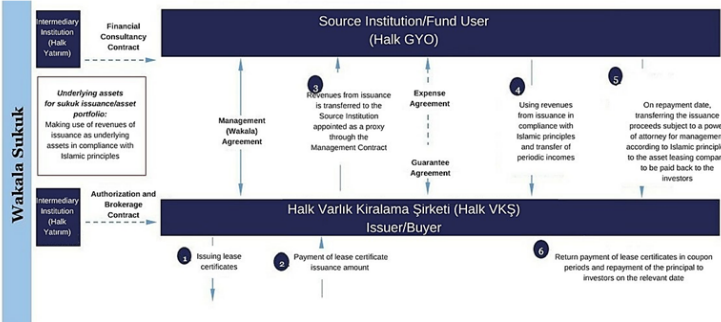 Wakala Sukuk
Intermediary
Institution
(Halk
Yatırım)
Financial
Consultancy
Contract
Source Institution/Fund User
(Halk GYO)
Underlying assets
for sukuk issuance/asset
portfolio:
Making use of revenues of
issuance as underlying
assets in compliance with
Islamic principles
Management
(Wakala)
Agreement
3
Revenues from issuance
is transferred to the
Source Institution
appointed as a proxy
through the
Management Contract
Expense
Agreement
Guarantee
Agreement
4
Using revenues
from issuance in
compliance with
Islamic principles
and transfer of
periodic incomes
5
On repayment date,
transferring the issuance
proceeds subject to a powe
of attorney for managemen
according to Islamic principle
to the asset leasing compan
to be paid back to the
investors
Intermediary
Institution
(Halk
Yatırım)
Authorization and
Brokerage
Contract
Halk Varlık Kiralama Şirketi (Halk VKŞ)
Issuer/Buyer
1
Issuing lease
certificates
2
Payment of lease certificate
issuance amount
6
Return payment of lease certificates in coupon
periods and repayment of the principal to
investors on the relevant date